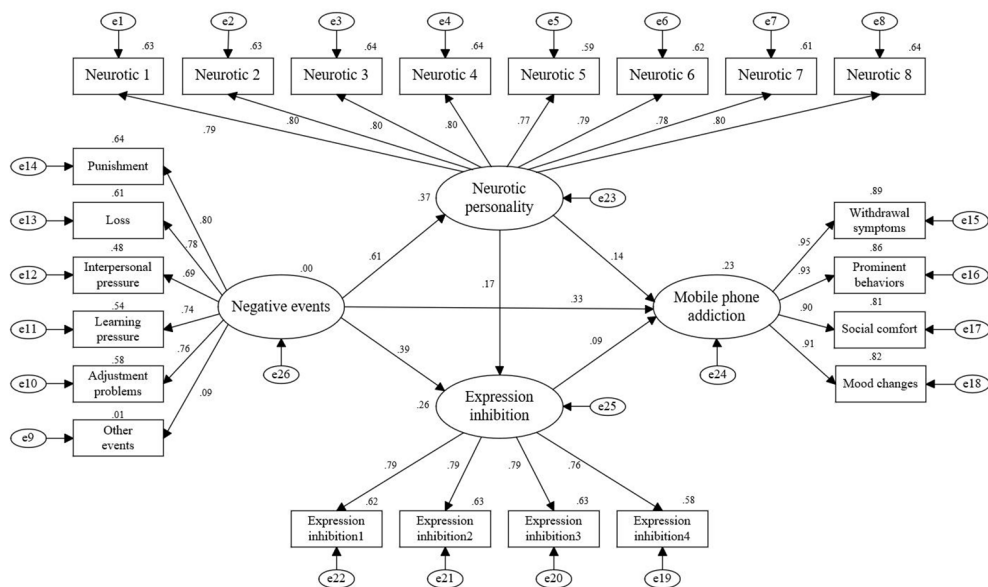 e1 e2 e3 e4 e5 e6 e7 e8
.63 .63 .64 .64 .59 .62 .61 .64
Neurotic 1 Neurotic 2 Neurotic 3 Neurotic 4 Neurotic 5 Neurotic 6 Neurotic 7 Neurotic 8
.79 .80 .80 .80 .77 .79 .78 .80
.64
e14 Punishment
.61
e13 Loss
.48
e12 Interpersonal
pressure
.54
e11 Learning
pressure
.58
e10 Adjustment
problems
.01
e9 Other
events
.80
.78
.69
.74
.76
.09
.00
Negative events
e26
.37
Neurotic
personality
e23
.61
.17
.14
.33
.39
.09
.26
Expression
inhibition
e25
.23
Mobile phone
addiction
e24
.95
.93
.90
.91
.89
Withdrawal
symptoms
e15
.86
Prominent
behaviors
e16
.81
Social comfort e17
.82
Mood changes e18
.79 .79 .79 .76
.62 .63 .63 .58
Expression Expression Expression Expression
inhibition1 inhibition2 inhibition3 inhibition4
e22 e21 e20 e19